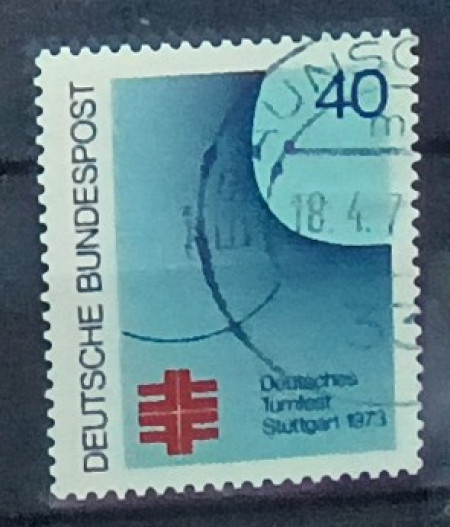 DEUTSCHE BUNDESPOST
40
18.4.7
Deutsches
Turnfest
Stuttgart 1973